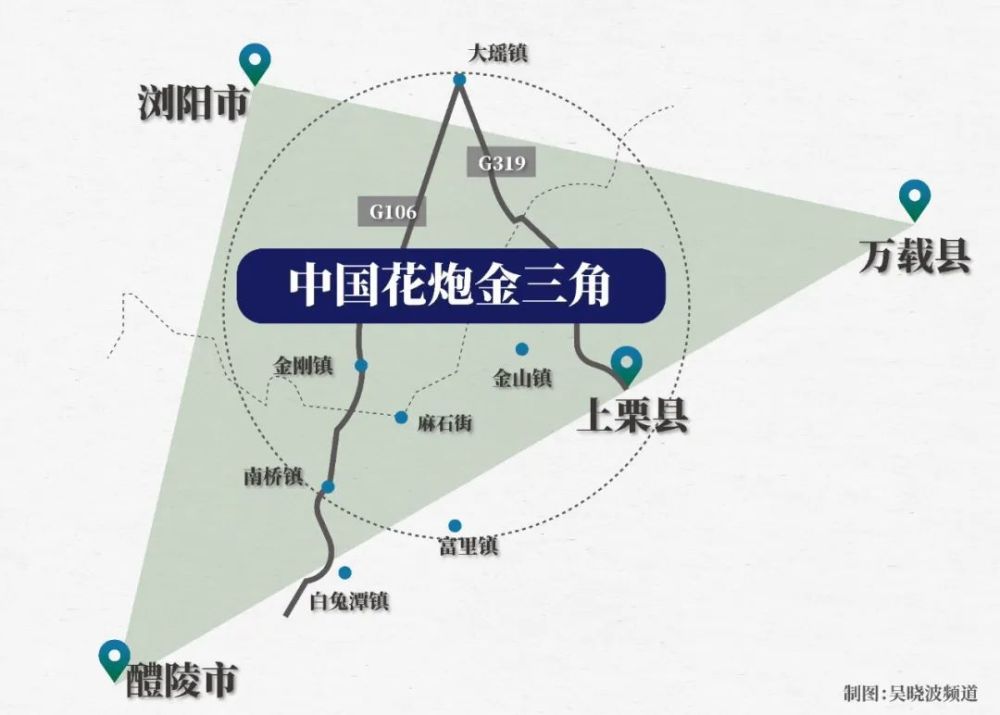 大瑶镇
浏阳市
G319
G106
万载县
中国花炮金三角
金刚镇
金山镇
麻石街
上栗县
南桥镇
富里镇
白兔潭镇
醴陵市
制图:吴晓波频道